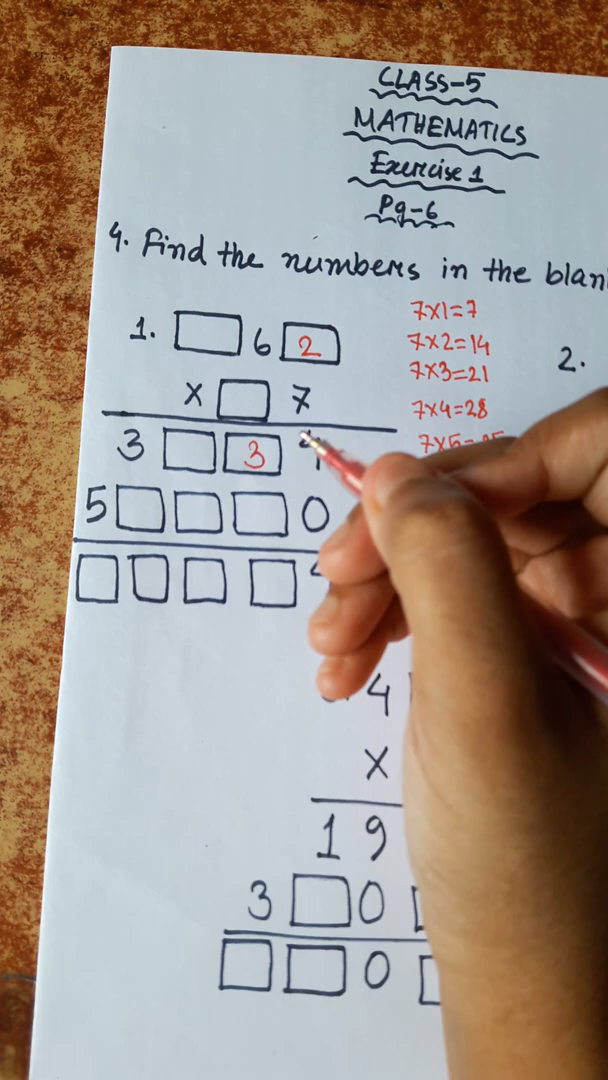 CLASS-5
MATHEMATICS
Exercise 1
Pg-6
4. Find the numbers in the
1. 6 2
× 7
3 3 4
5 0
7×1=7
7×2=14
7×3=21
7×4=28
2.
4
×
1 9
3 0
0